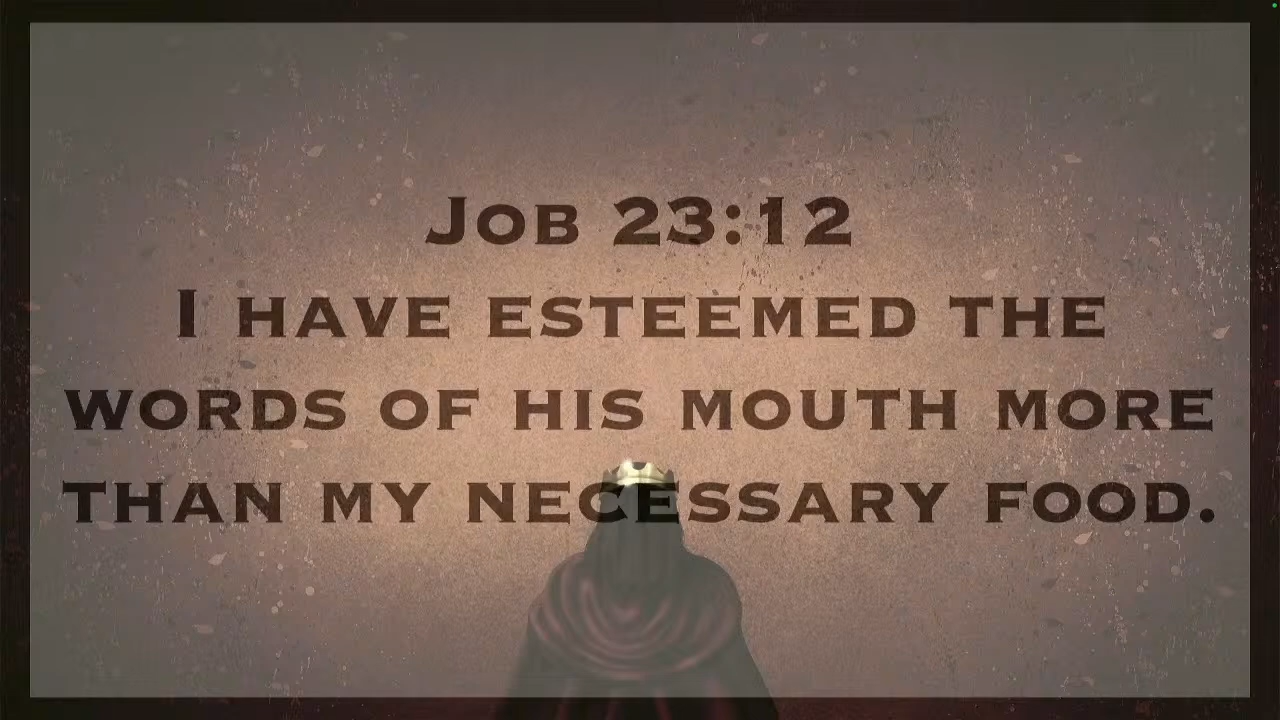 Job 23:12
I have esteemed the
words of his mouth more
than my necessary food.